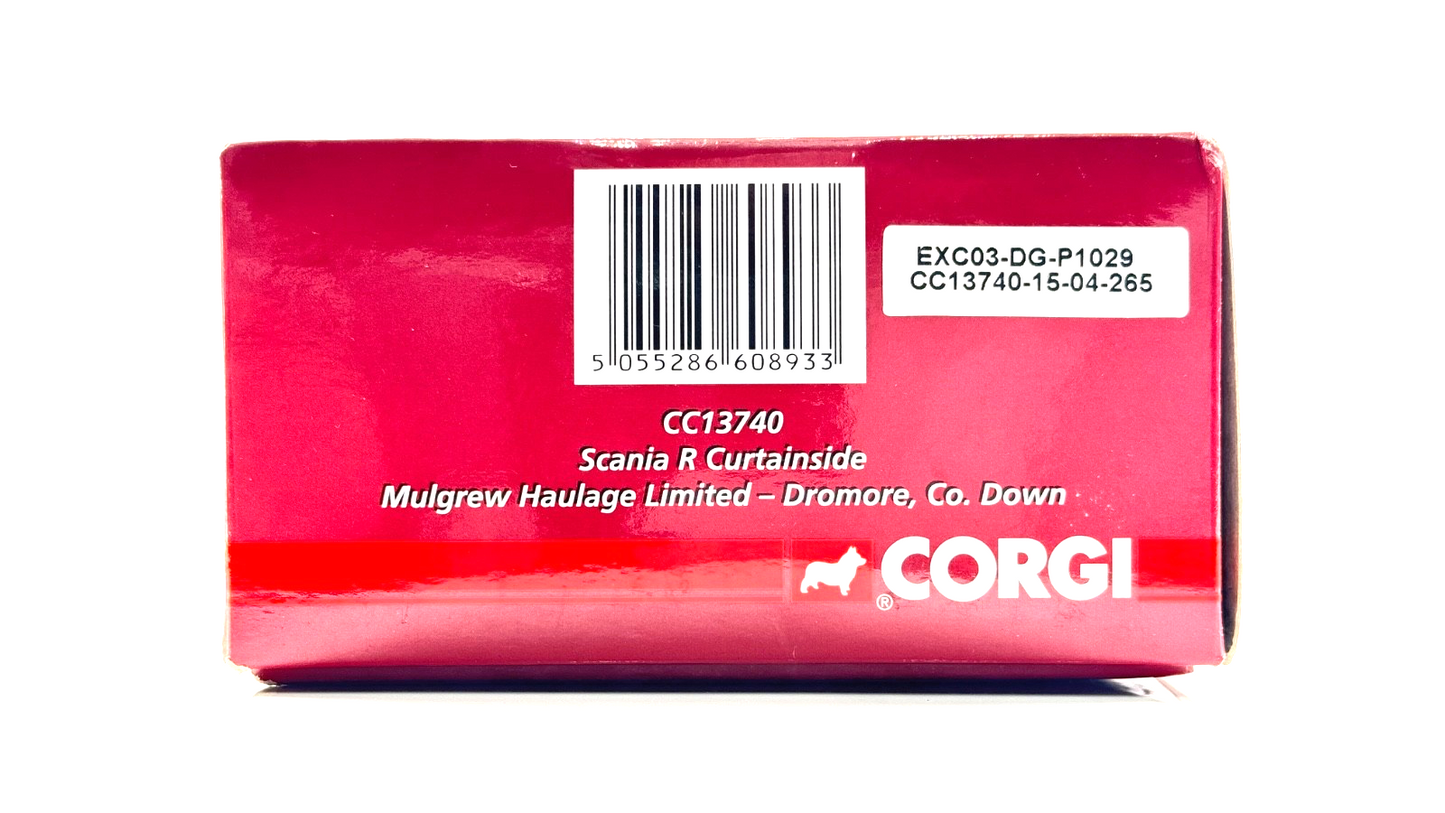 5 055286 608933
EXC03-DG-P1029
CC13740-15-04-265
CC13740
Scania R Curtainside
Mulgrew Haulage Limited – Dromore, Co. Down
® CORGI